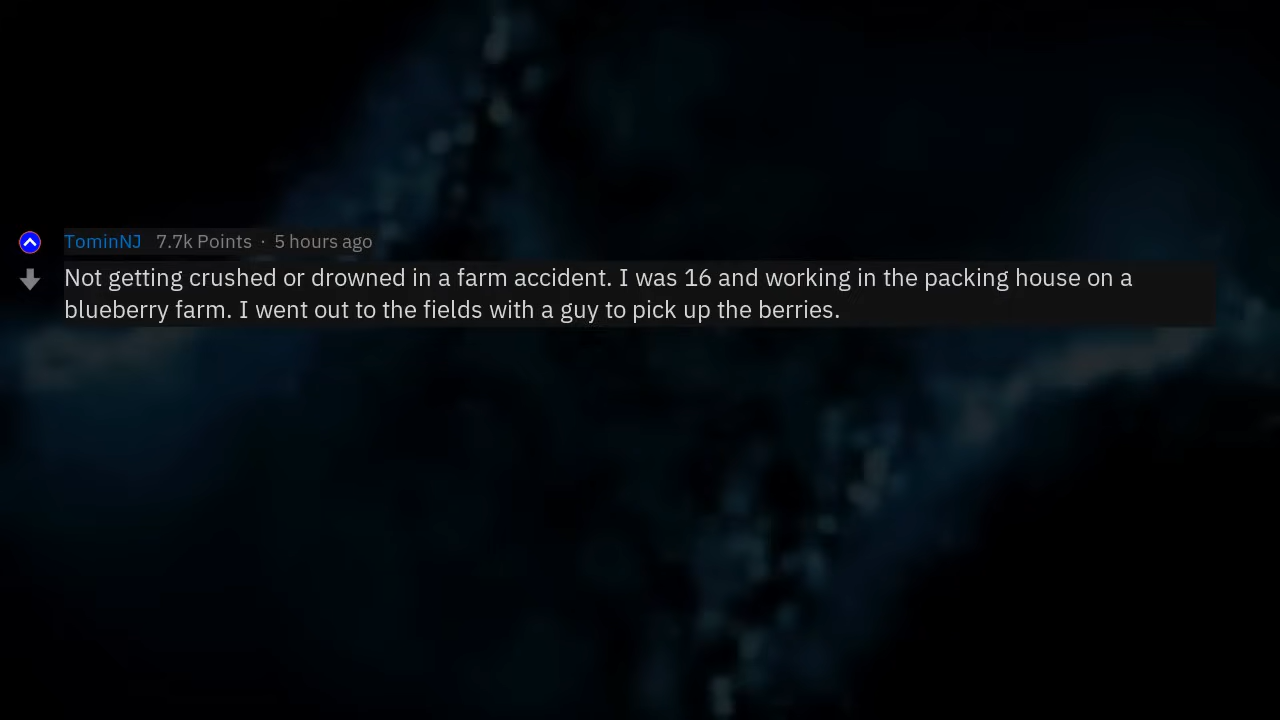 TominNJ 7.7k Points · 5 hours ago
Not getting crushed or drowned in a farm accident. I was 16 and working in the packing house on a
blueberry farm. I went out to the fields with a guy to pick up the berries.